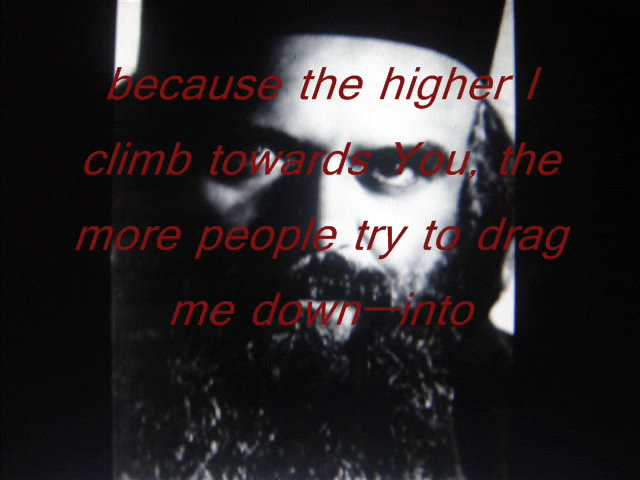 because the higher I
climb towards You, the
more people try to drag
me down—into